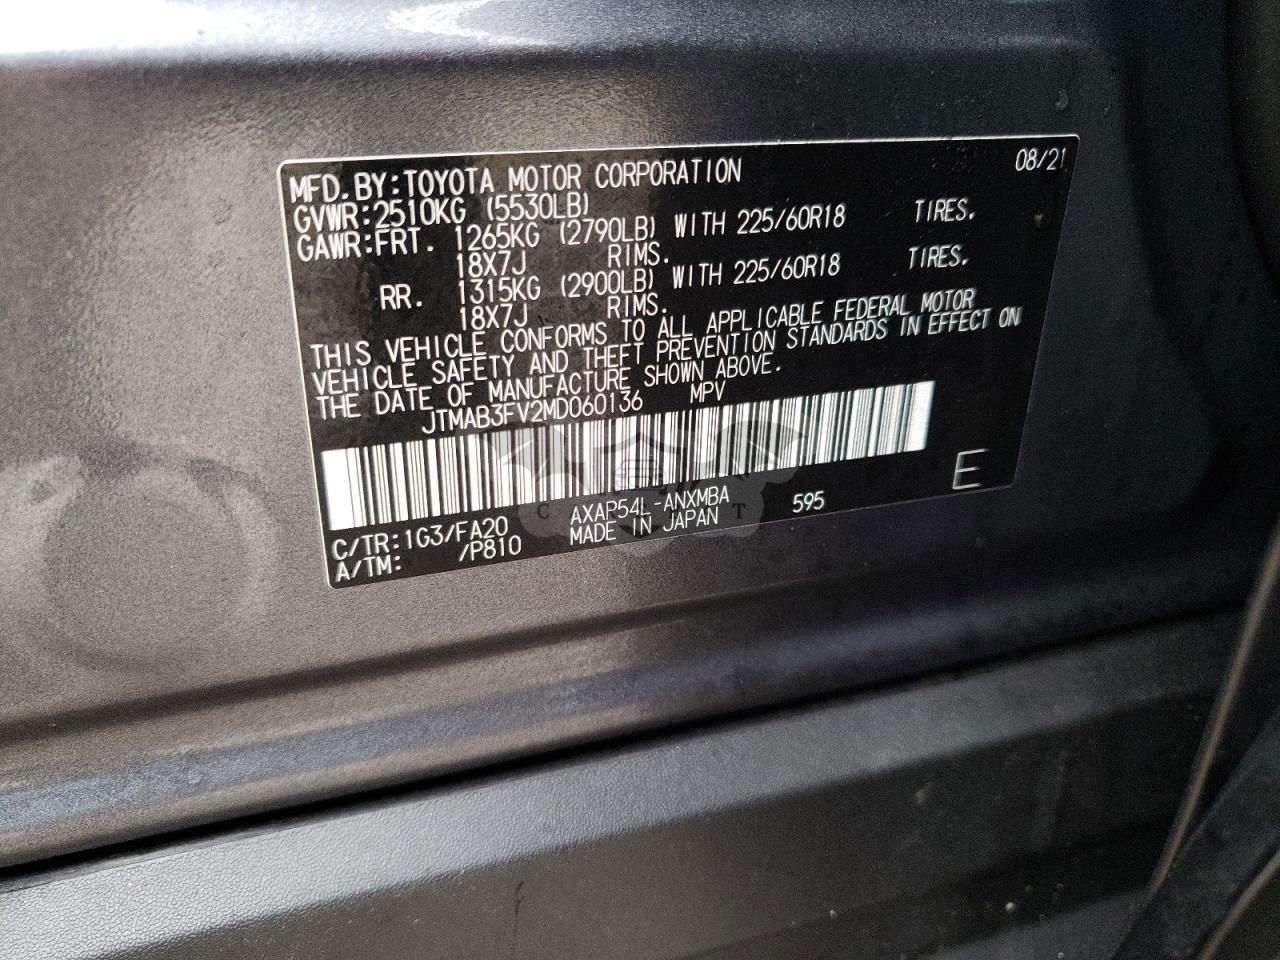 08/21
MFD.BY:TOYOTA MOTOR CORPORATION
GVWR:2510KG (5530LB)
GAWR:FRT. 1265KG (2790LB) WITH 225/60R18 TIRES.
18X7J RIMS.
RR. 1315KG (2900LB) WITH 225/60R18 TIRES.
18X7J RIMS.
THIS VEHICLE CONFORMS TO ALL APPLICABLE FEDERAL MOTOR
VEHICLE SAFETY AND THEFT PREVENTION STANDARDS IN EFFECT ON
THE DATE OF MANUFACTURE SHOWN ABOVE.
JTMAB3FV2MD060136 MPV
E
C/TR:1G3/FA20 AXAP54L-ANXMBA 595
A/TM: /P810 MADE IN JAPAN